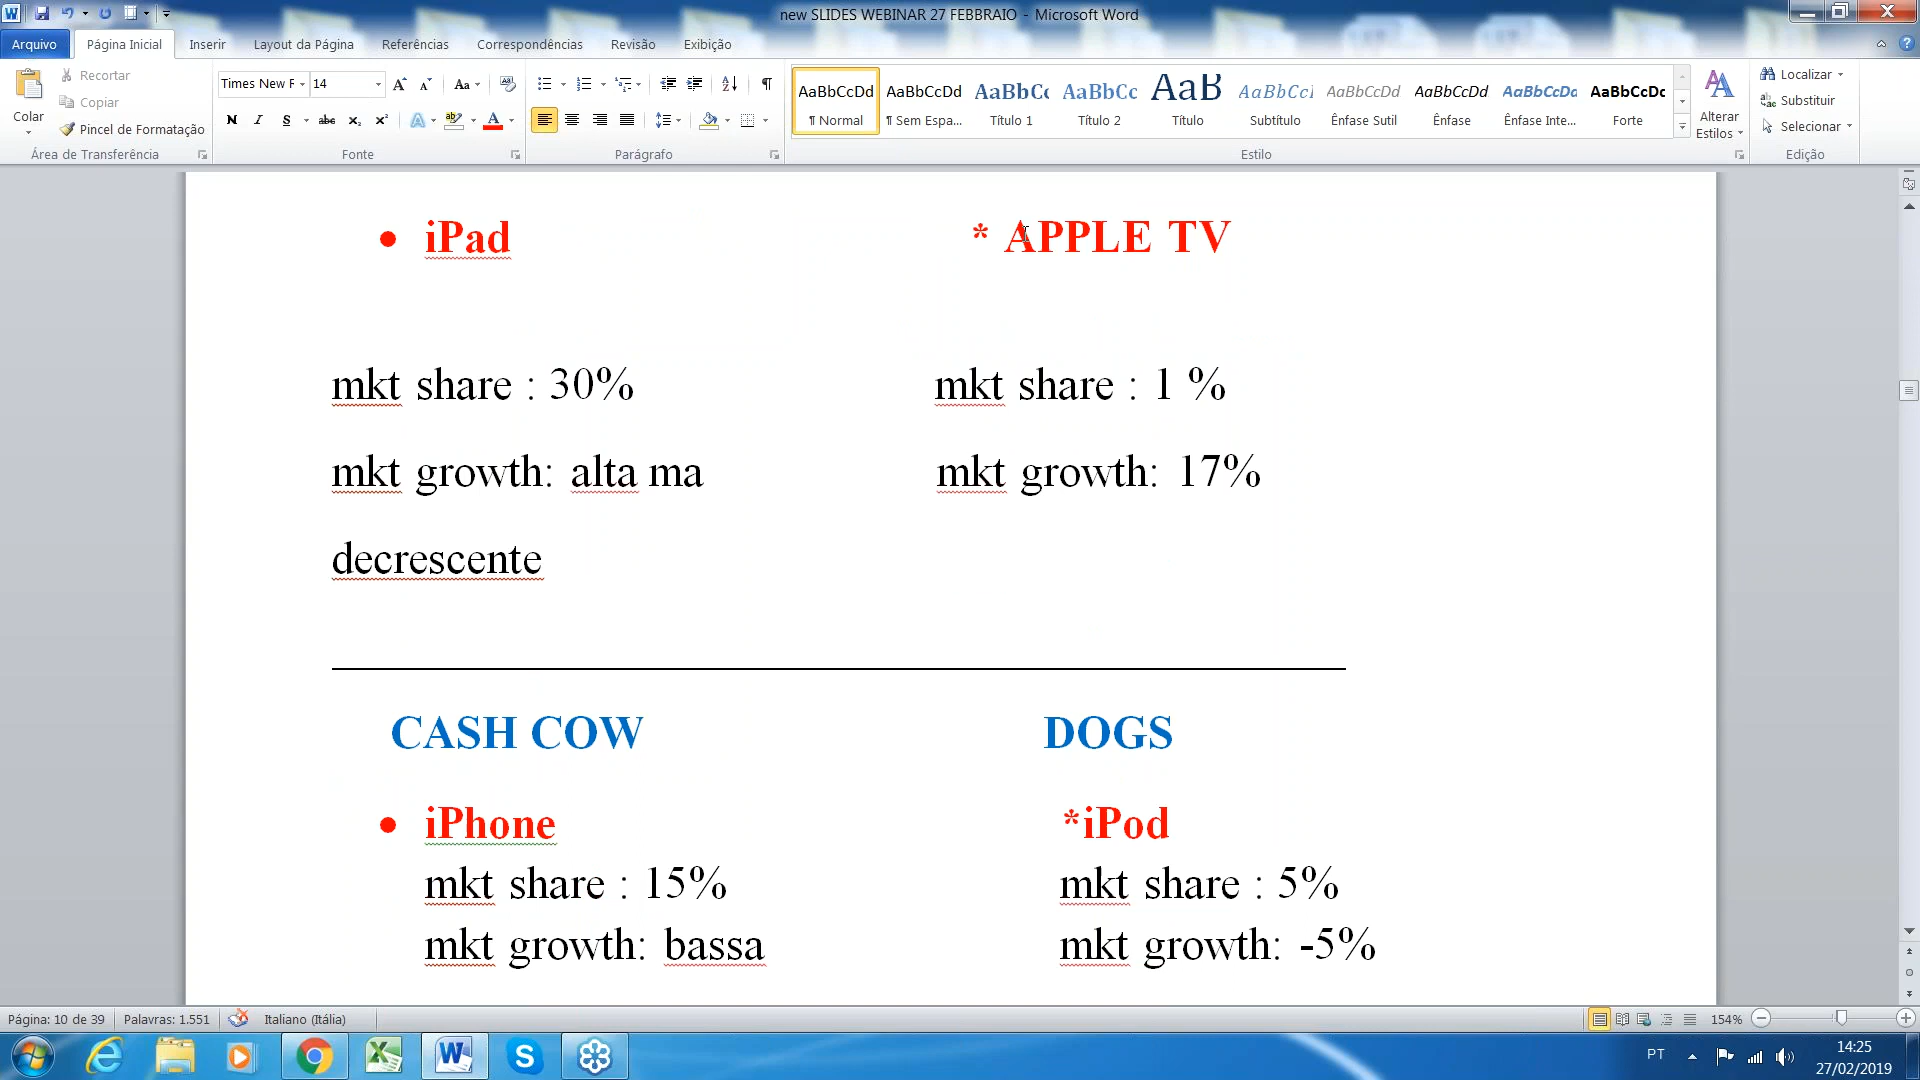 new SLIDES WEBINAR 27 FEBBRAIO - Microsoft Word
Arquivo Página Inicial Inserir Layout da Página Referências Correspondências Revisão Exibição
Colar
Recortar
Copiar
Pincel de Formatação
Área de Transferência
Times New F 14
N I S abc x₂ x²
Fonte
Parágrafo
AaBbCcDd AaBbCcDd AaBbCc AaBbCc AaB AaBbCcI AaBbCcDd AaBbCcDd AaBbCcDd AaBbCcDc
¶ Normal ¶ Sem Espa... Título 1 Título 2 Título Subtítulo Ênfase Sutil Ênfase Ênfase Inte... Forte
Alterar Estilos
Estilo
Localizar
Substituir
Selecionar
Edição
• iPad * APPLE TV
mkt share : 30% mkt share : 1 %
mkt growth: alta ma mkt growth: 17%
decrescente
CASH COW DOGS
• iPhone *iPod
mkt share : 15% mkt share : 5%
mkt growth: bassa mkt growth: -5%
Página: 10 de 39 Palavras: 1.551 Italiano (Itália) 154%
PT 14:25
27/02/2019